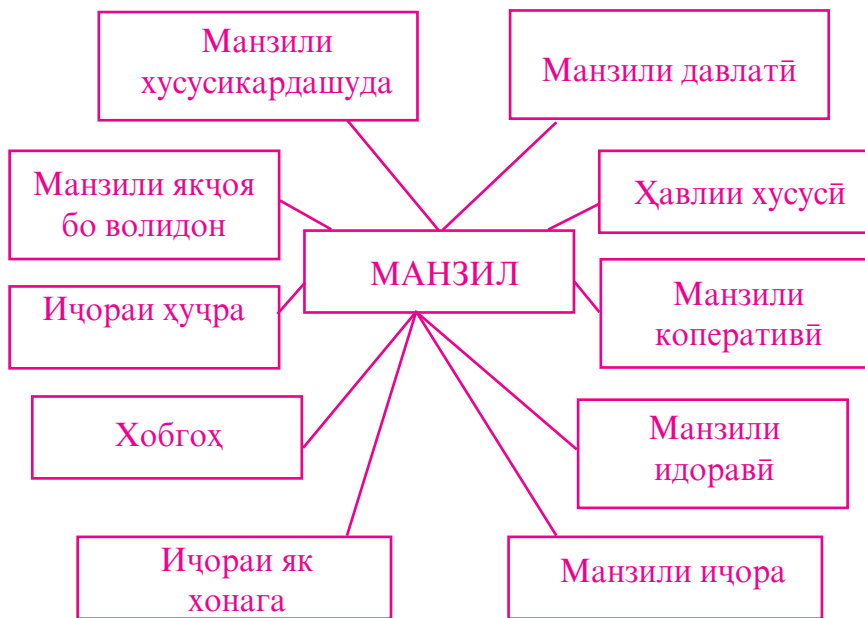 Манзили
хусусикардашуда
Манзили давлатӣ
Манзили якҷоя
бо волидон
Ҳавлии хусусӣ
МАНЗИЛ
Иҷораи ҳуҷра
Манзили
коперативӣ
Хобгоҳ
Манзили
идоравӣ
Иҷораи як
хонага
Манзили иҷора